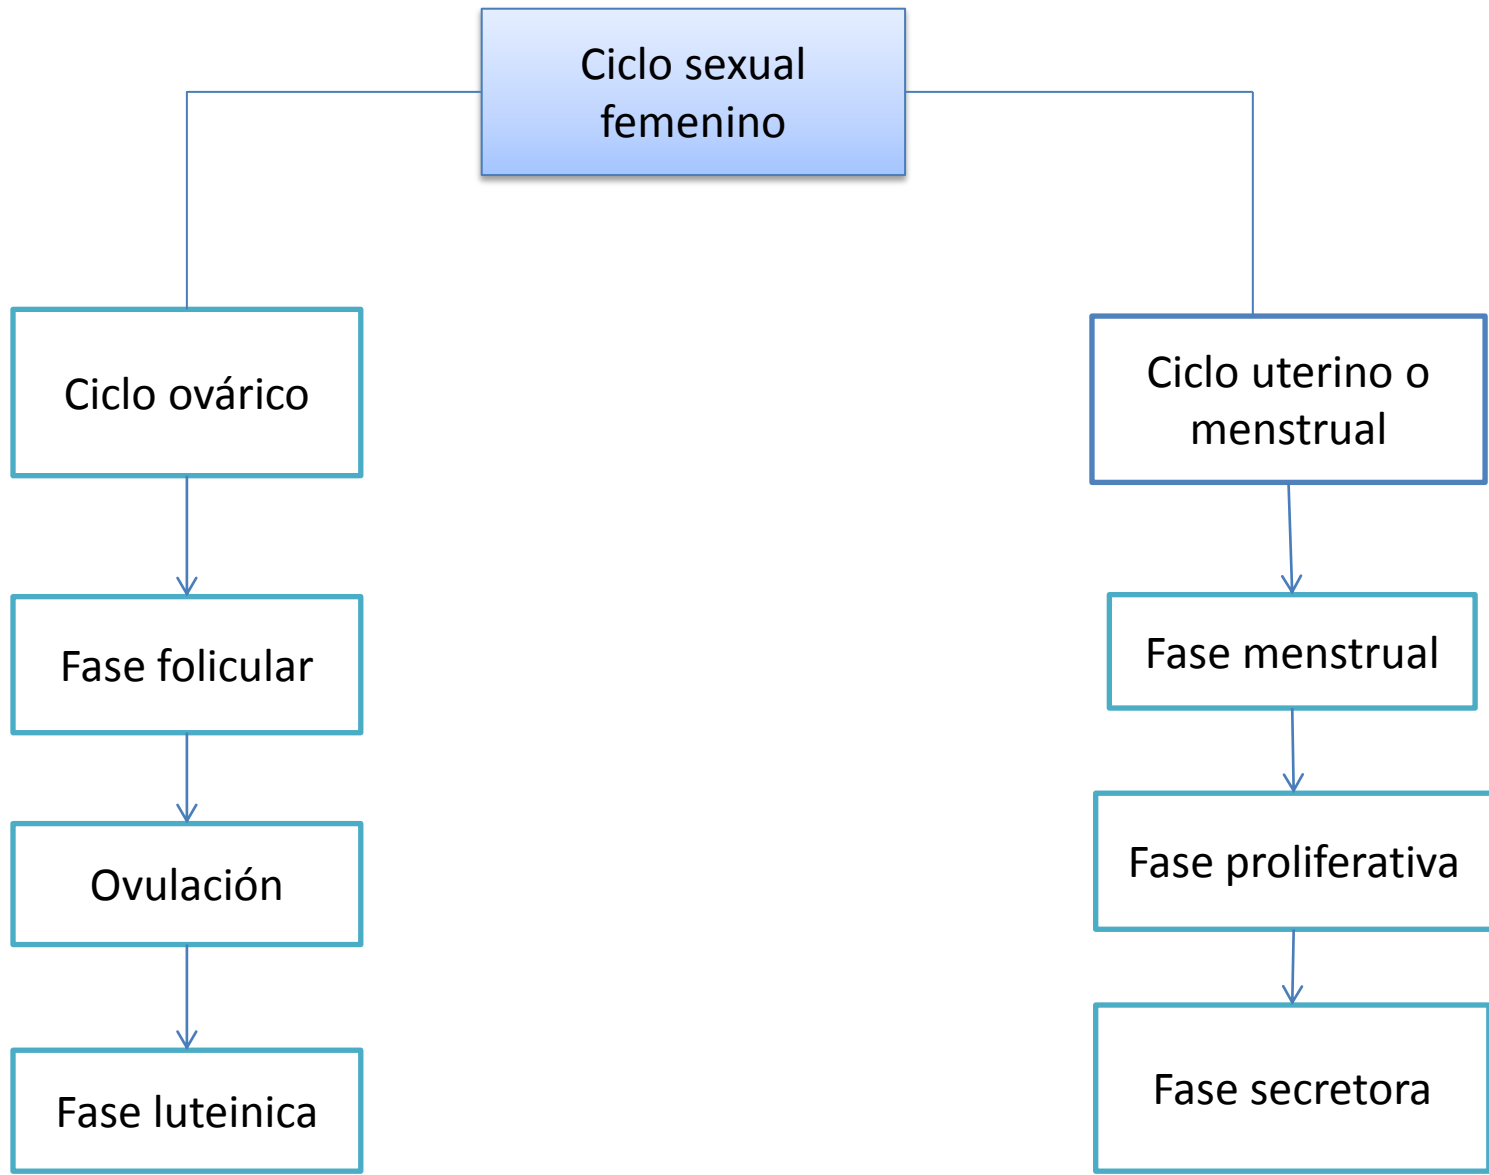 Ciclo sexual
femenino
Ciclo ovárico
Fase folicular
Ovulación
Fase luteinica
Ciclo uterino o
menstrual
Fase menstrual
Fase proliferativa
Fase secretora